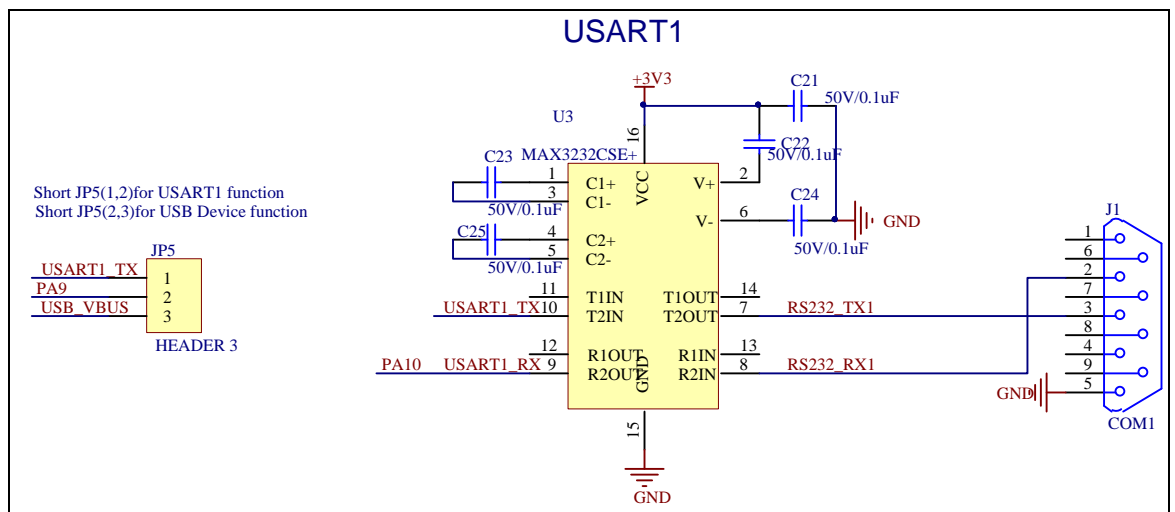 USART1
+3V3
C21
50V/0.1uF
U3
16
C22
50V/0.1uF
MAX3232CSE+
C23
1
C1+
VCC
V+
2
3
C1-
50V/0.1uF
Short JP5(1,2)for USART1 function
Short JP5(2,3)for USB Device function
C24
V-
6
GND
50V/0.1uF
C25
4
C2+
5
C2-
50V/0.1uF
J1
1
6
2
7
3
8
4
9
5
GND
COM1
JP5
USART1_TX
1
PA9
2
USB_VBUS
3
HEADER 3
11
T1IN
T1OUT
14
USART1_TX
10
T2IN
T2OUT
7
RS232_TX1
12
R1OUT
R1IN
13
PA10
USART1_RX
9
R2OUT
GND
R2IN
8
RS232_RX1
15
GND